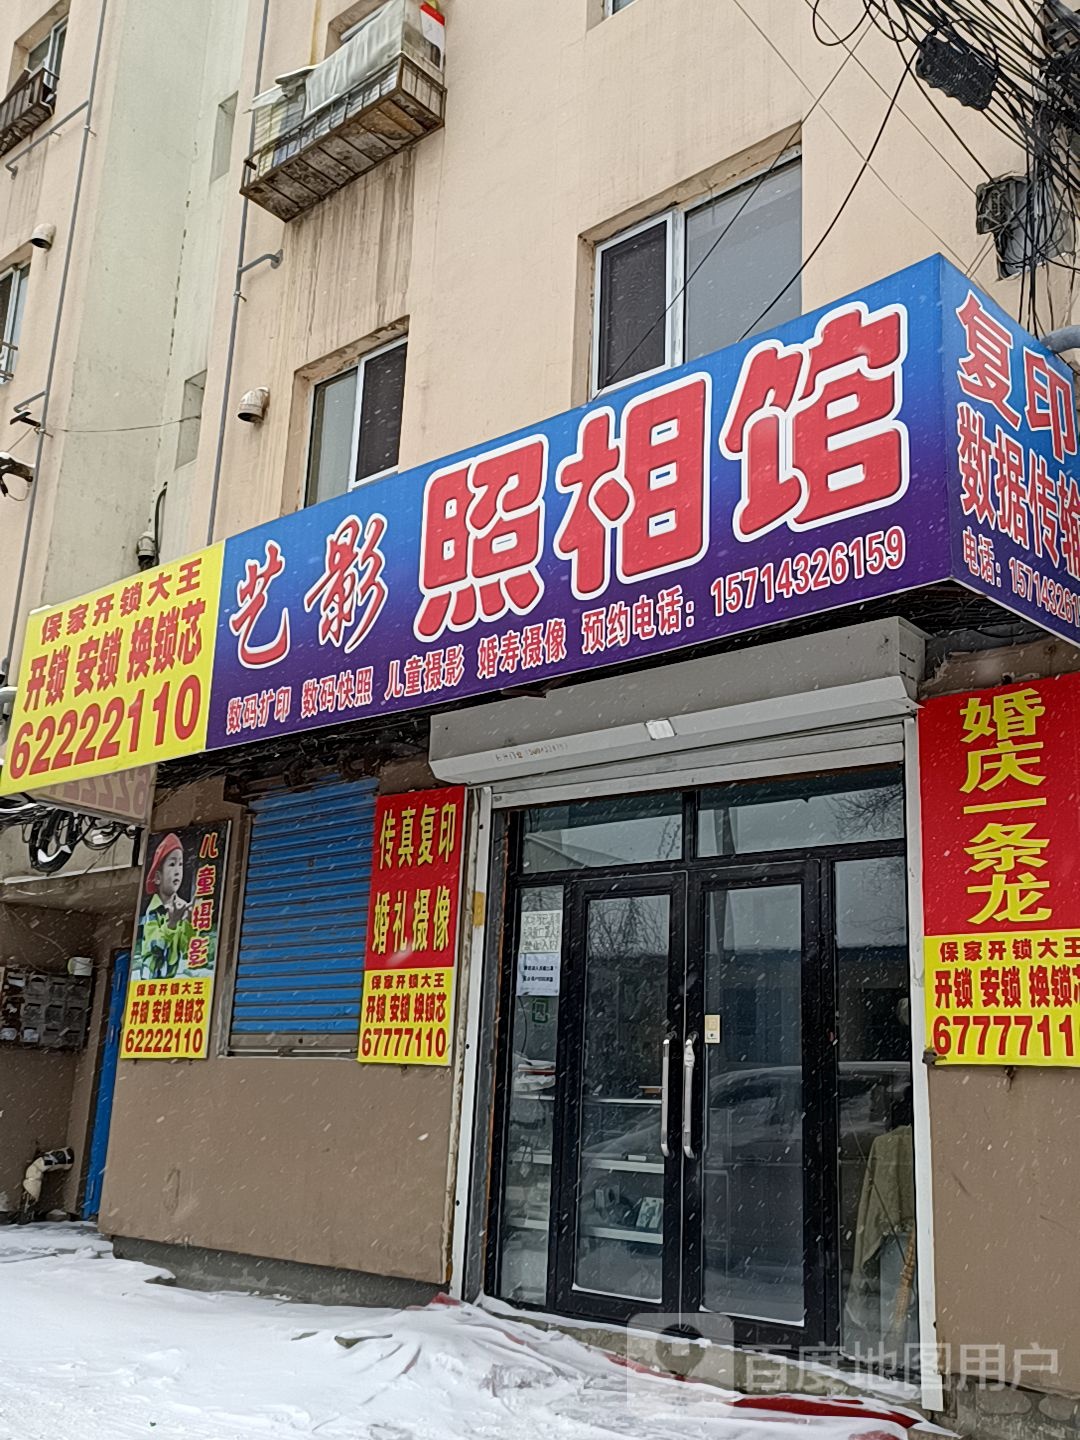 保家开锁大王
开锁 安锁 换锁芯
62222110
艺影 照相馆
数码扩印 数码快照 儿童摄影 婚寿摄像 预约电话：15714326159
复印
数据传输
电话：157143261
儿童摄影
保家开锁大王
开锁 安锁 换锁芯
62222110
传真复印
婚礼摄像
保家开锁大王
开锁 安锁 换锁芯
67777110
婚庆一条龙
保家开锁大王
开锁 安锁 换锁芯
6777711
百度地图用户